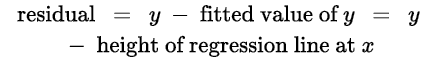 residual = y − fitted value of y = y
− height of regression line at x